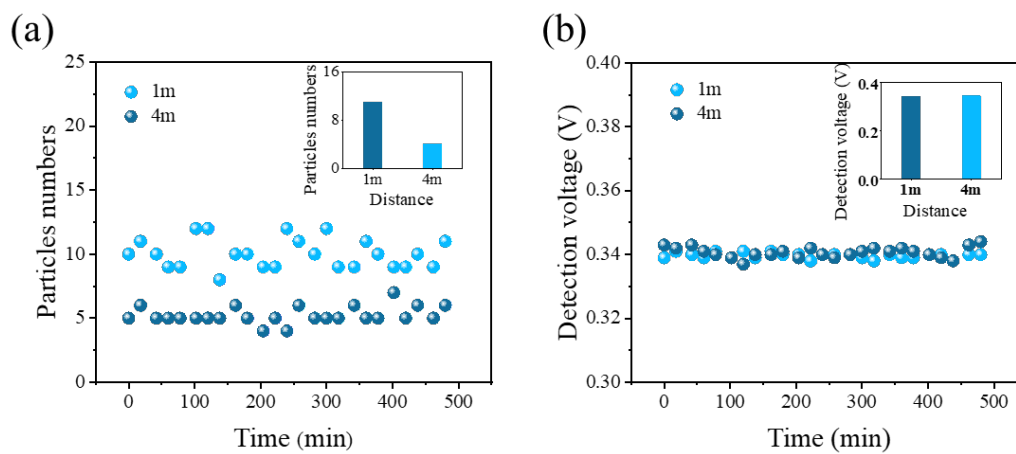 (a)
Particles numbers
25
20
15
10
5
0
1m
4m
Particles numbers
16
8
0
1m 4m
Distance
0 100 200 300 400 500
Time (min)
(b)
Detection voltage (V)
0.40
0.38
0.36
0.34
0.32
0.30
1m
4m
Detection voltage (V)
0.4
0.2
0.0
1m 4m
Distance
0 100 200 300 400 500
Time (min)